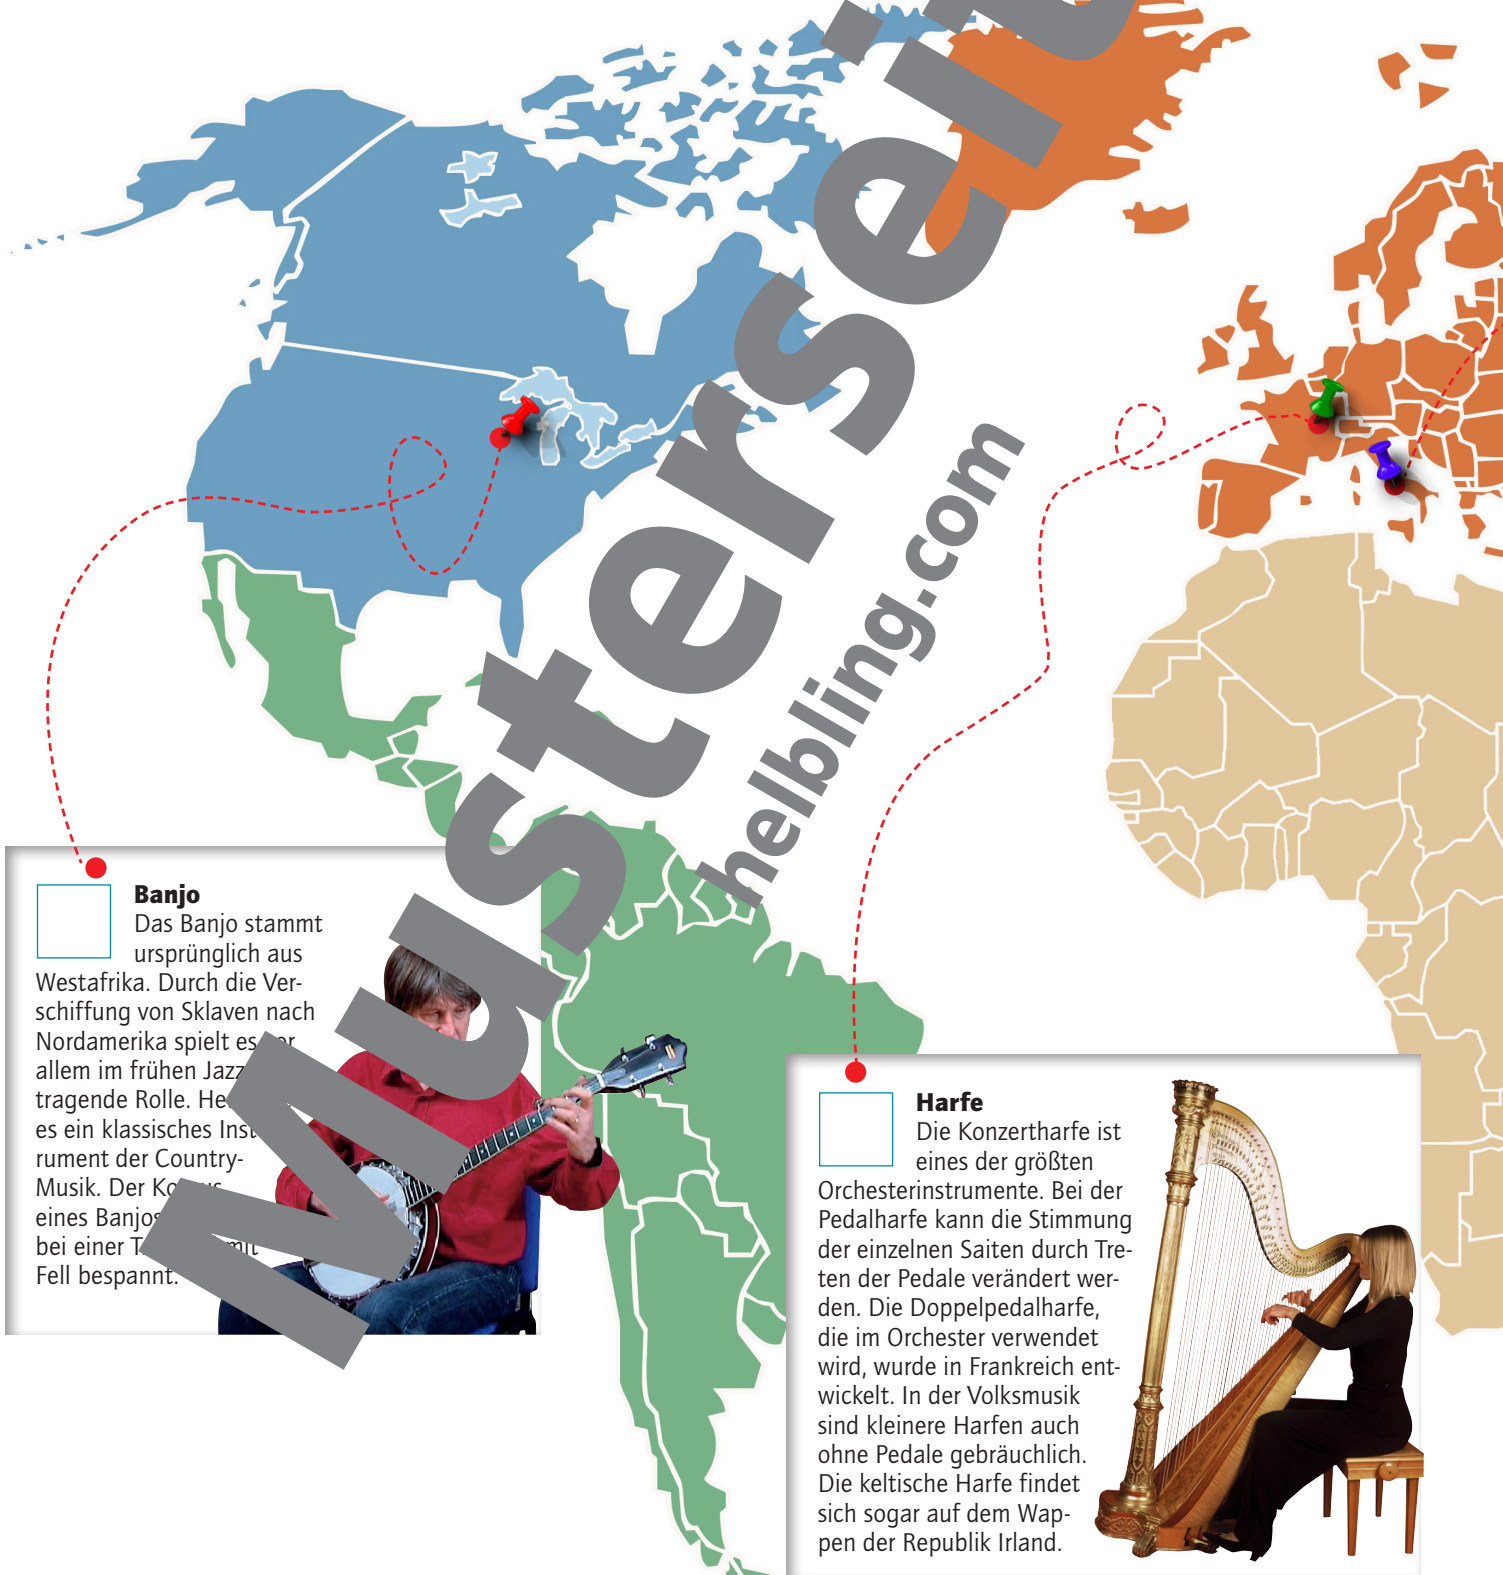 Musterseit
helbling.com
Banjo
Das Banjo stammt
ursprünglich aus
Westafrika. Durch die Ver-
schiffung von Sklaven nach
Nordamerika spielt es
allem im frühen Jazz
tragende Rolle.
es ein klassisches Inst
rument der Country-
Musik. Der
eines Banjos
bei einer mit
Fell bespannt.
Harfe
Die Konzertharfe ist
eines der größten
Orchesterinstrumente. Bei der
Pedalharfe kann die Stimmung
der einzelnen Saiten durch Tre-
ten der Pedale verändert wer-
den. Die Doppelpedalharfe,
die im Orchester verwendet
wird, wurde in Frankreich ent-
wickelt. In der Volksmusik
sind kleinere Harfen auch
ohne Pedale gebräuchlich.
Die keltische Harfe findet
sich sogar auf dem Wap-
pen der Republik Irland.